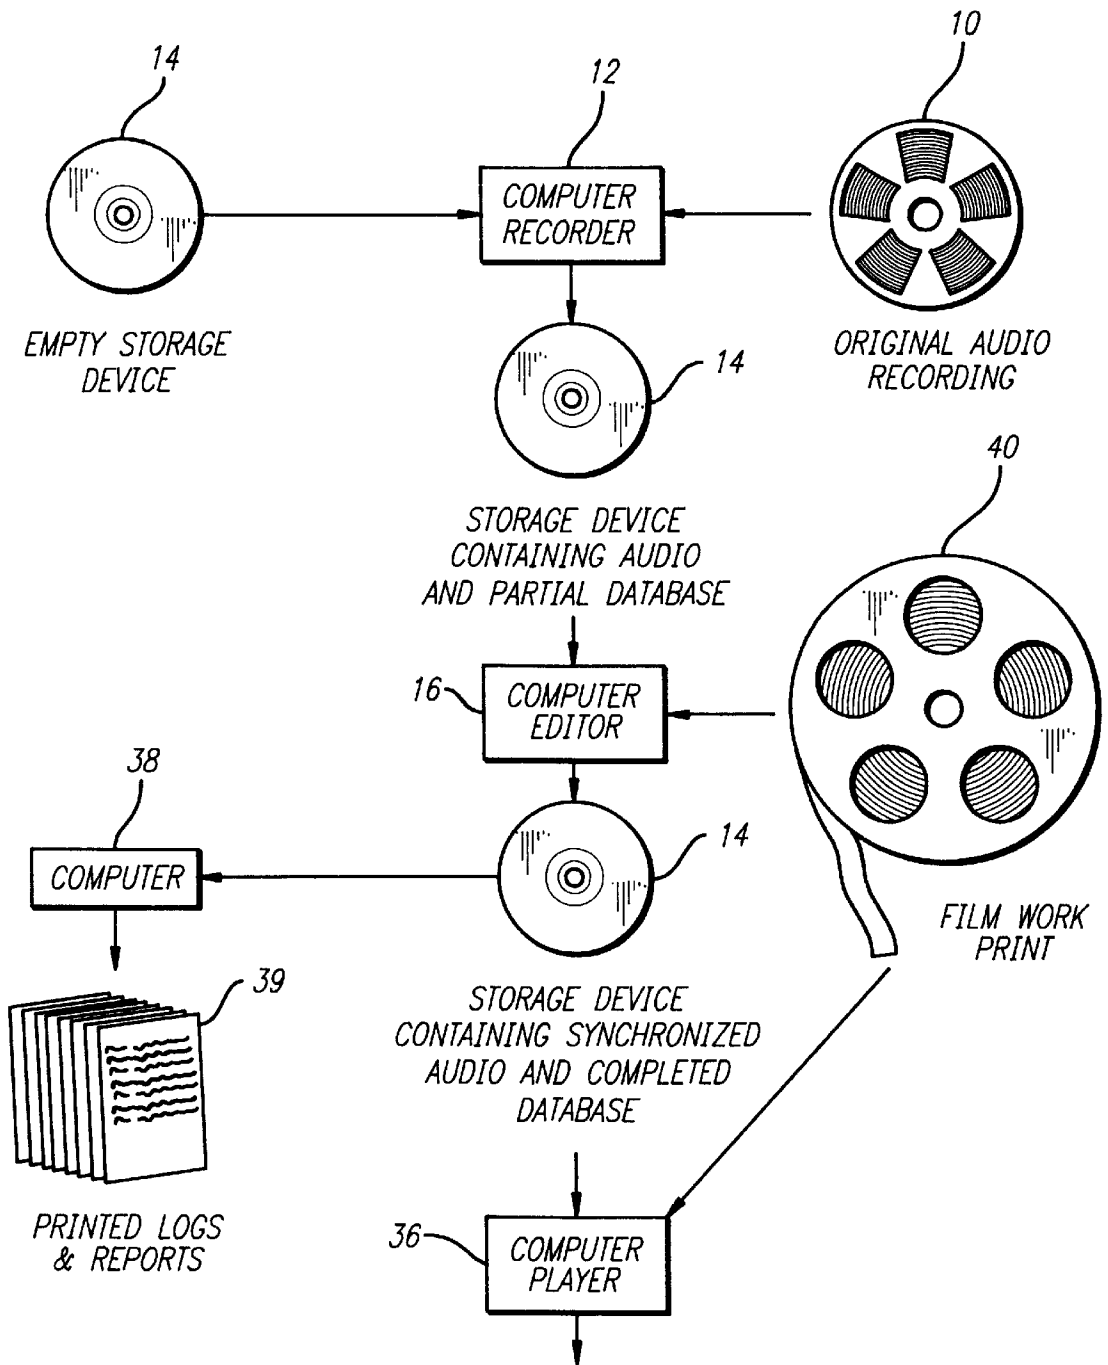 14
12
10
COMPUTER
RECORDER
EMPTY STORAGE
DEVICE
ORIGINAL AUDIO
RECORDING
14
STORAGE DEVICE
CONTAINING AUDIO
AND PARTIAL DATABASE
40
16
COMPUTER
EDITOR
38
COMPUTER
14
FILM WORK
PRINT
39
STORAGE DEVICE
CONTAINING SYNCHRONIZED
AUDIO AND COMPLETED
DATABASE
PRINTED LOGS
& REPORTS
36
COMPUTER
PLAYER